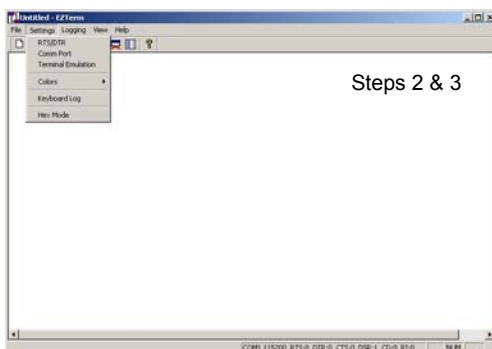 Untitled - EZTerm
File Settings Logging View Help
RTS/DTR
Comm Port
Terminal Emulation
Colors
Keyboard Log
Hex Mode
Steps 2 & 3
COM1 115200 RTS:0 DTR:0 CTS:0 DSR:1 CD:0 RI:0 NUM